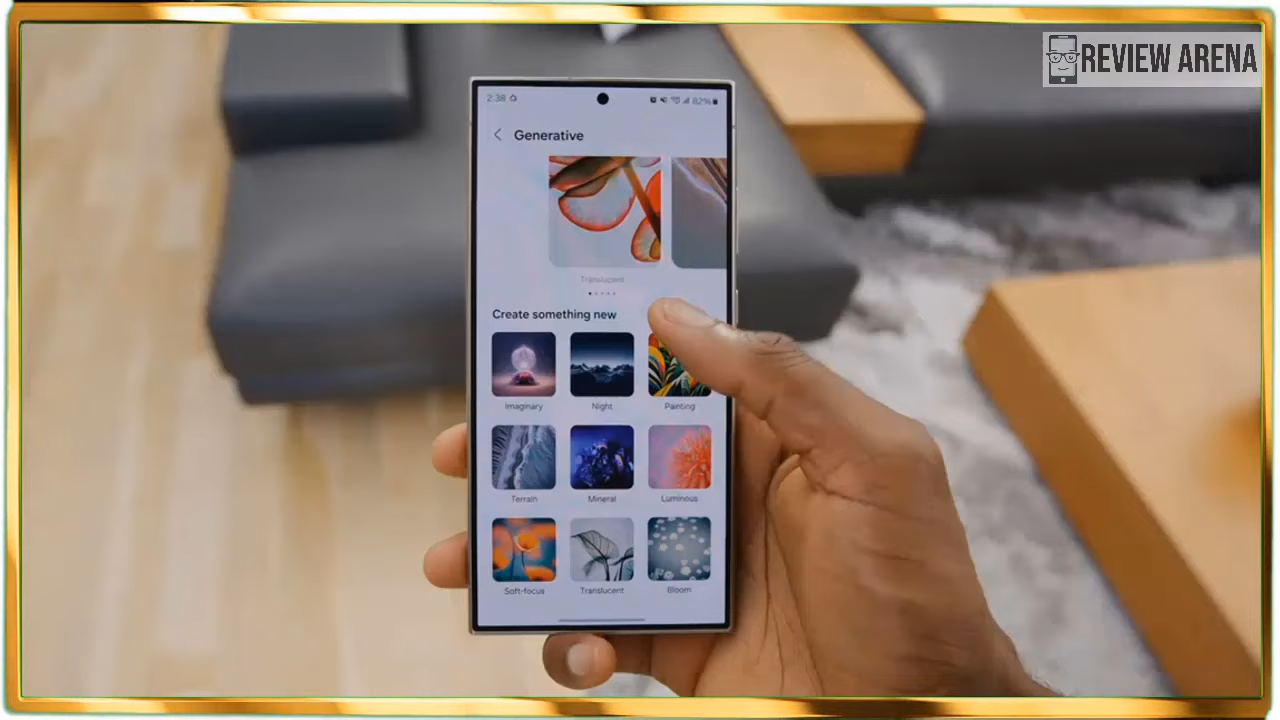 REVIEW ARENA
2:38
82%
Generative
Translucent
Create something new
Imaginary
Night
Painting
Terrain
Mineral
Luminous
Soft-focus
Translucent
Bloom